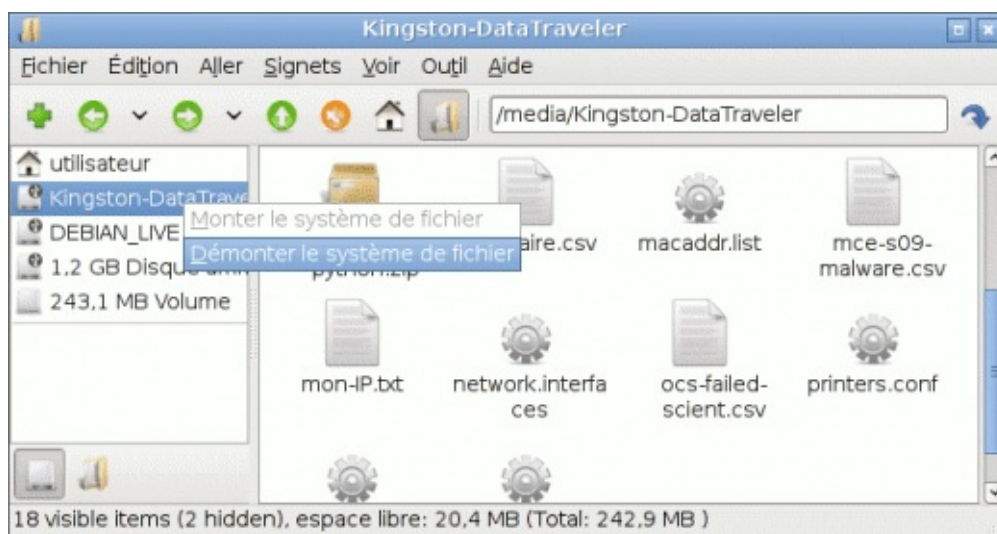 Kingston-DataTraveler
Fichier Édition Aller Signets Voir Outil Aide
/media/Kingston-DataTraveler
utilisateur
Kingston-DataTrave
DEBIAN_LIVE
1,2 GB Disque
243,1 MB Volume
Monter le système de fichier
Démonter le système de fichier
python.zip
aire.csv
macaddr.list
mce-s09-
malware.csv
mon-IP.txt
network.interfa
ces
ocs-failed-
scient.csv
printers.conf
18 visible items (2 hidden), espace libre: 20,4 MB (Total: 242,9 MB )